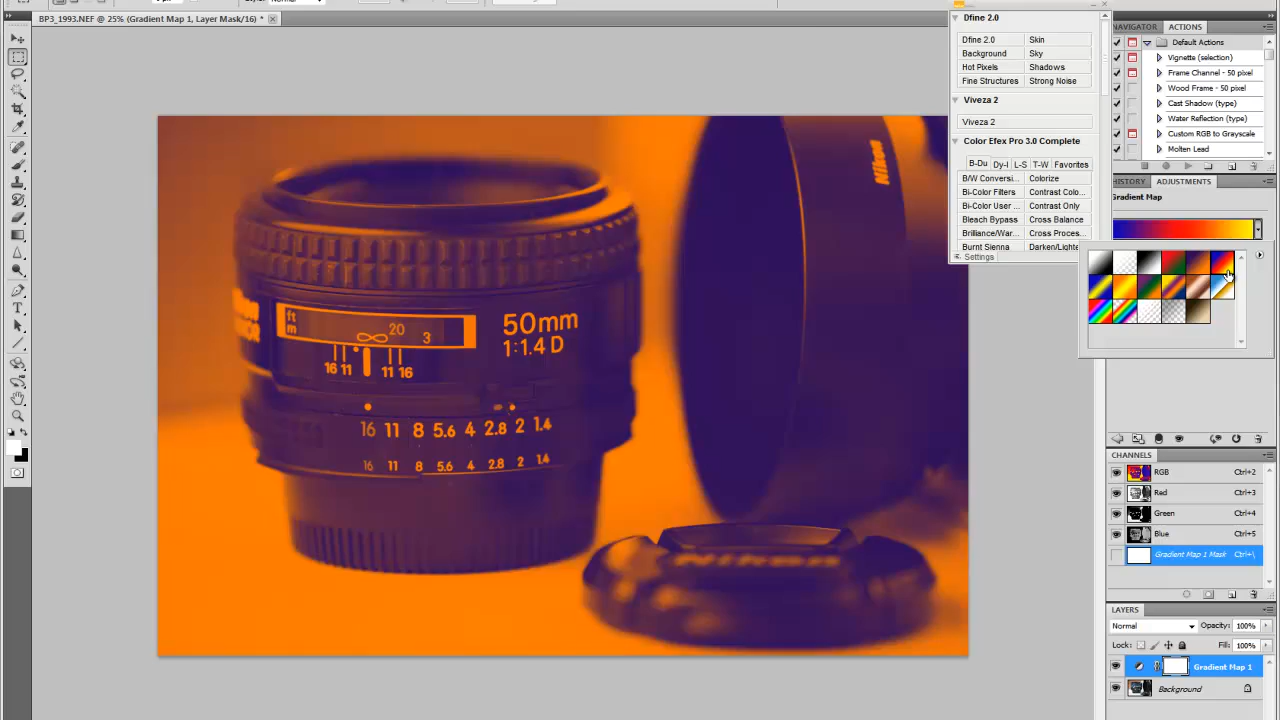 BP3_1993.NEF @ 25% (Gradient Map 1, Layer Mask/16) *
Dfine 2.0
Dfine 2.0 Skin
Background Sky
Hot Pixels Shadows
Fine Structures Strong Noise
Viveza 2
Viveza 2
Color Efex Pro 3.0 Complete
B-Du Dy-I L-S T-W Favorites
B/W Conversi... Colorize
Bi-Color Filters Contrast Colo...
Bi-Color User ... Contrast Only
Bleach Bypass Cross Balance
Brilliance/War... Cross Proces...
Burnt Sienna Darken/Lighte
Settings
NAVIGATOR ACTIONS
Default Actions
Vignette (selection)
Frame Channel - 50 pixel
Wood Frame - 50 pixel
Cast Shadow (type)
Water Reflection (type)
Custom RGB to Grayscale
Molten Lead
HISTORY ADJUSTMENTS
Gradient Map
CHANNELS
RGB Ctrl+2
Red Ctrl+3
Green Ctrl+4
Blue Ctrl+5
Gradient Map 1 Mask Ctrl+\
LAYERS
Normal Opacity: 100%
Lock: Fill: 100%
Gradient Map 1
Background
Nikon
ft
m
∞ 20 3
16 11 11 16
50mm
1:1.4 D
16 11 8 5.6 4 2.8 2 1.4
16 11 8 5.6 4 2.8 2 1.4
NIKON